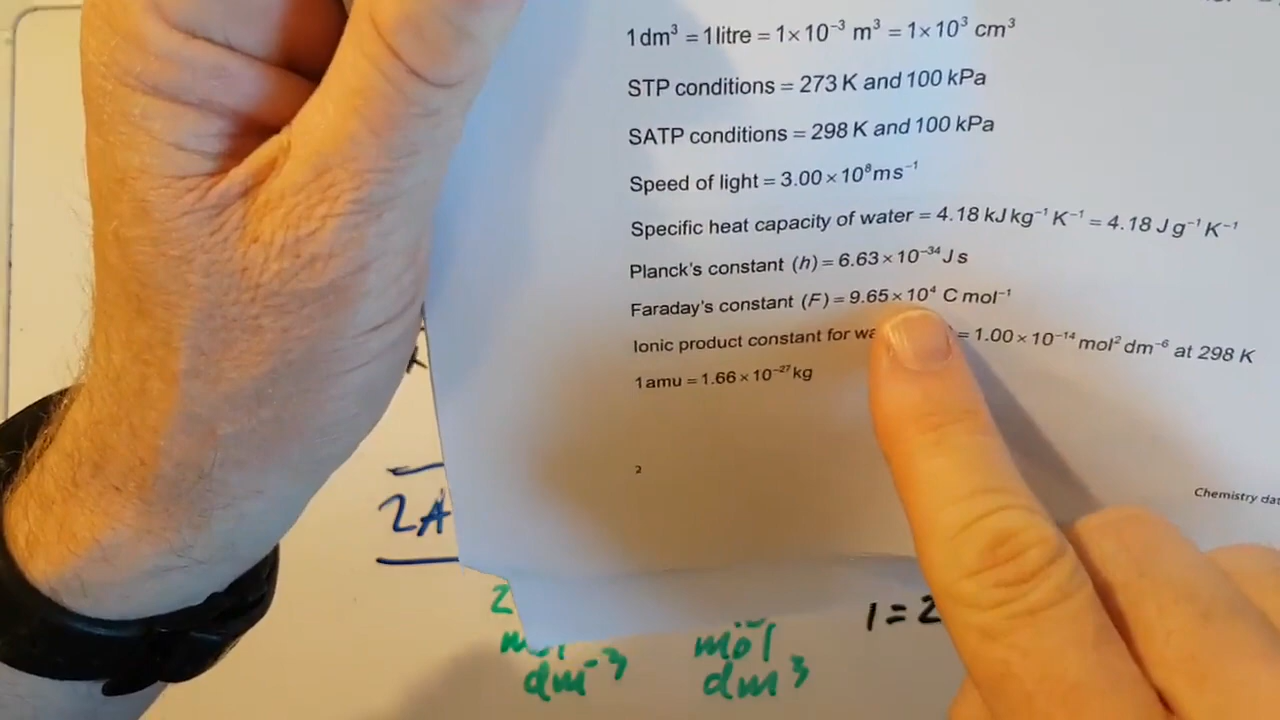 1 dm³ = 1 litre = 1 × 10⁻³ m³ = 1 × 10³ cm³
STP conditions = 273 K and 100 kPa
SATP conditions = 298 K and 100 kPa
Speed of light = 3.00 × 10⁸ m s⁻¹
Specific heat capacity of water = 4.18 kJ kg⁻¹ K⁻¹ = 4.18 J g⁻¹ K⁻¹
Planck's constant (h) = 6.63 × 10⁻³⁴ J s
Faraday's constant (F) = 9.65 × 10⁴ C mol⁻¹
Ionic product constant for = 1.00 × 10⁻¹⁴ mol² dm⁻⁶ at 298 K
1 amu = 1.66 × 10⁻²⁷ kg
2
Chemistry
2A
2
1 = 2
mol mol
dm⁻³ dm³